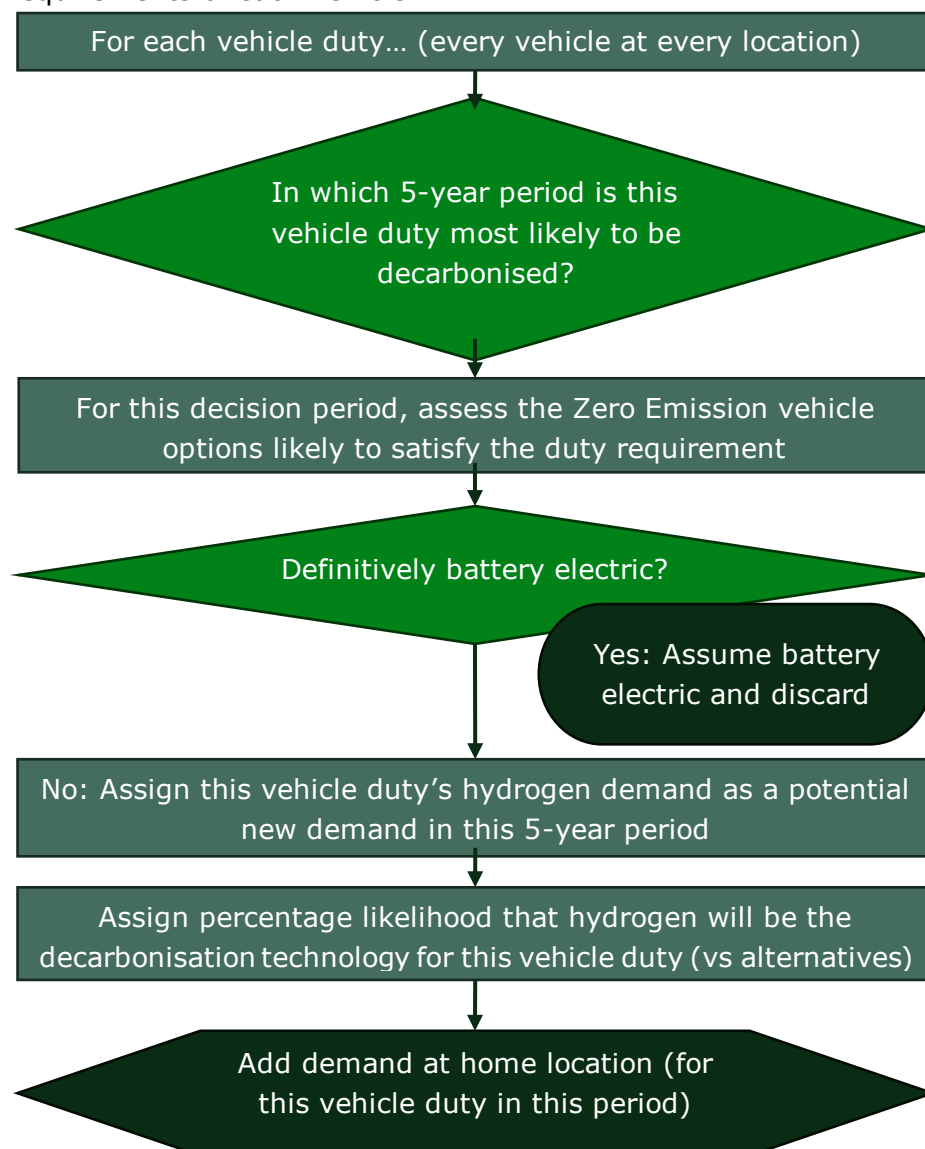 For each vehicle duty... (every vehicle at every location)
In which 5-year period is this
vehicle duty most likely to be
decarbonised?
For this decision period, assess the Zero Emission vehicle
options likely to satisfy the duty requirement
Definitively battery electric?
Yes: Assume battery
electric and discard
No: Assign this vehicle duty’s hydrogen demand as a potential
new demand in this 5-year period
Assign percentage likelihood that hydrogen will be the
decarbonisation technology for this vehicle duty (vs alternatives)
Add demand at home location (for
this vehicle duty in this period)